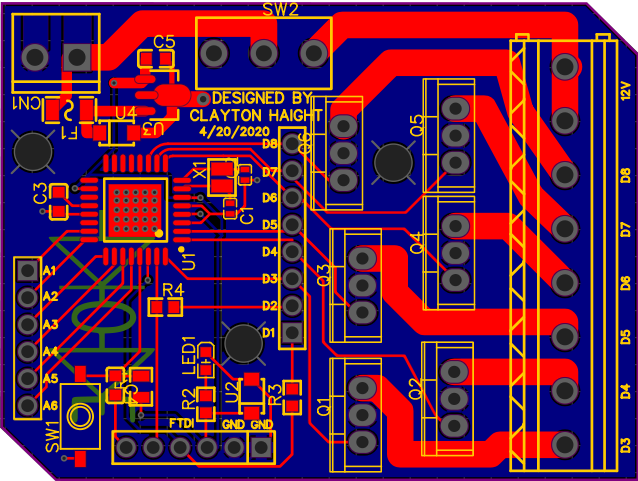 SW2
C5
12V
CN1
F1
U4
U3
DESIGNED BY
CLAYTON HAIGHT
4/20/2020
Q6
Q5
D8
D8
D7
X1
C3
C1
D6
D7
D5
U1
Q4
D4
Q3
A1
D3
D6
A2
R4
D2
A3
D1
D5
A4
LED1
A5
U2
R3
Q2
D4
A6
R2
Q1
SW1
FTDI
GND GND
D3